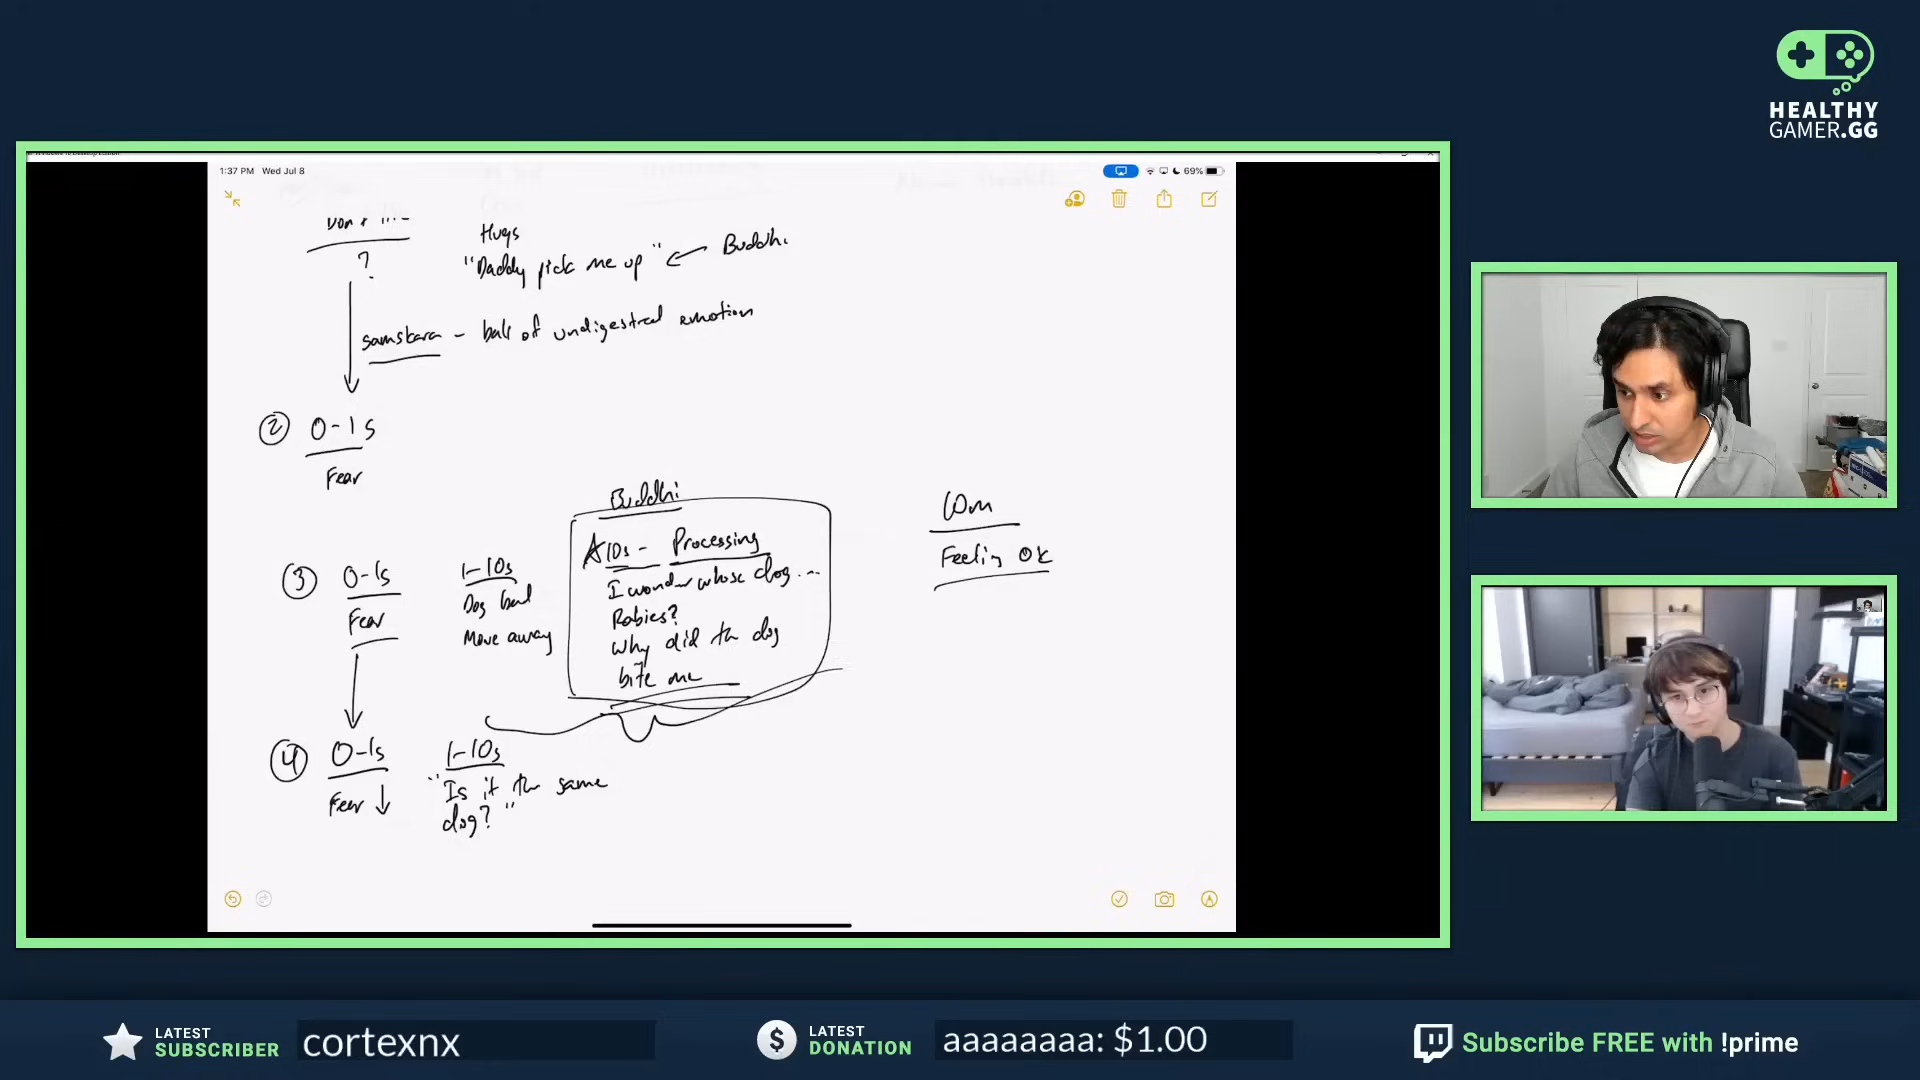 HEALTHY
GAMER.GG
1:37 PM Wed Jul 8
69%
Hugs
?
"Daddy pick me up" Buddhi
samskara - ball of undigested emotion
② 0-1s
Fear
Buddhi
10m
10s - Processing
Feeling OK
③ 0-1s 1-10s
I wonder whose dog...
Fear Dog bad
Rabies?
Move away
Why did the dog
bite me
④ 0-1s 1-10s
Fear ↓ "Is it the same
dog?"
LATEST
SUBSCRIBER
cortexnx
LATEST
DONATION
aaaaaaaa: $1.00
Subscribe FREE with !prime